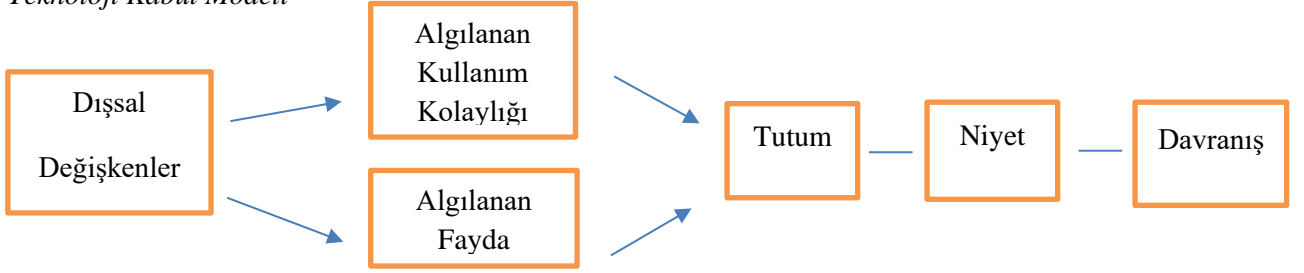 Teknoloji Kabul Modeli
Dışsal
Değişkenler
Algılanan
Kullanım
Kolaylığı
Algılanan
Fayda
Tutum
Niyet
Davranış